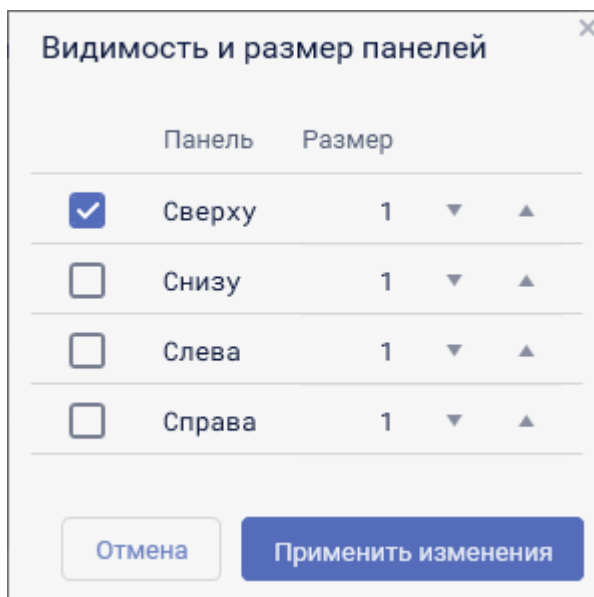 Видимость и размер панелей
Панель Размер
Сверху 1
Снизу 1
Слева 1
Справа 1
Отмена Применить изменения